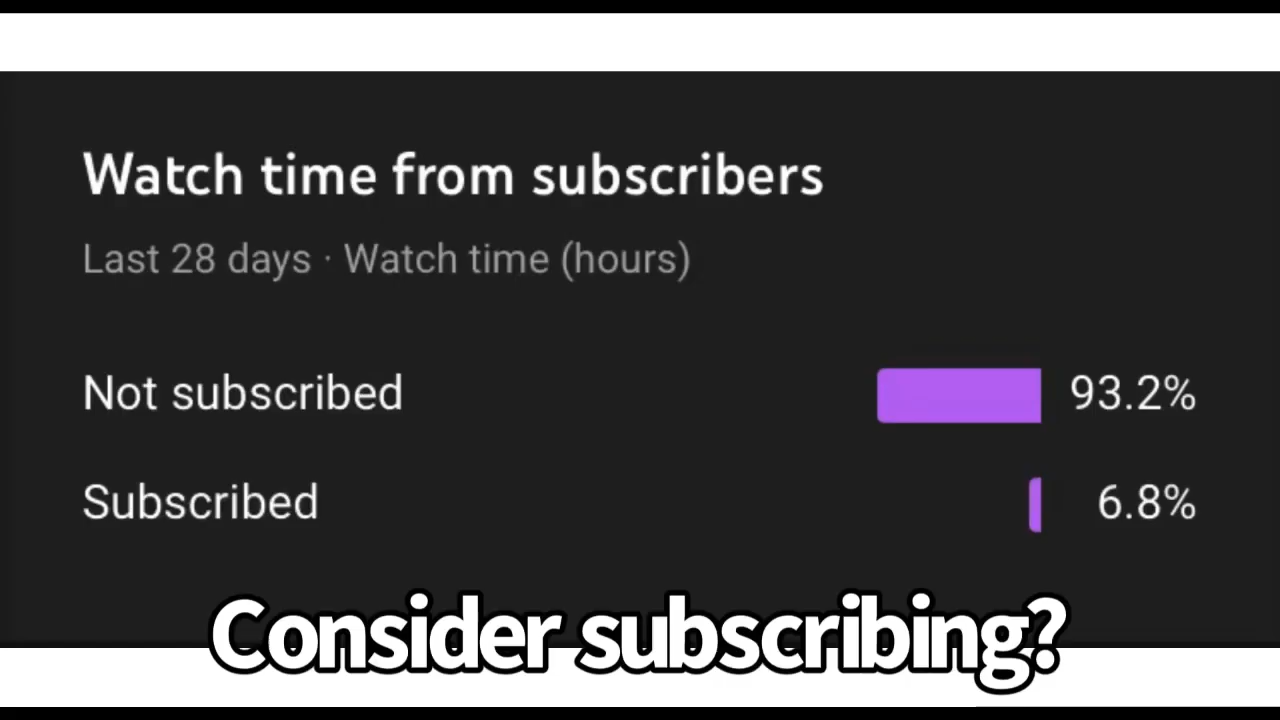 Watch time from subscribers
Last 28 days · Watch time (hours)
Not subscribed 93.2%
Subscribed 6.8%
Consider subscribing?